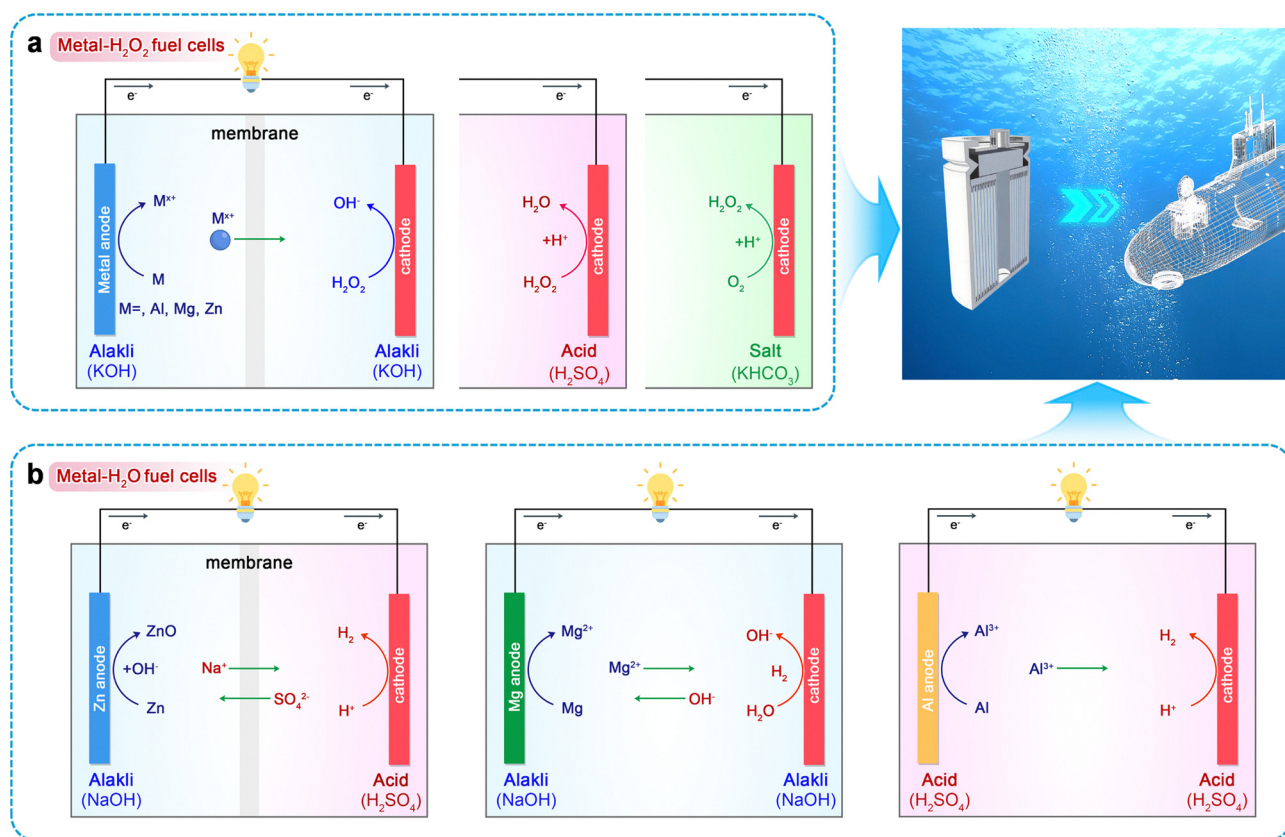 a
Metal-H₂O₂ fuel cells
e⁻
e⁻
e⁻
e⁻
membrane
Metal anode
Mˣ⁺
M
M=, Al, Mg, Zn
Mˣ⁺
OH⁻
H₂O₂
cathode
Alakli
(KOH)
Alakli
(KOH)
H₂O
+H⁺
H₂O₂
cathode
Acid
(H₂SO₄)
H₂O₂
+H⁺
O₂
cathode
Salt
(KHCO₃)
b
Metal-H₂O fuel cells
e⁻
e⁻
membrane
Zn anode
ZnO
+OH⁻
Zn
Na⁺
SO₄²⁻
H₂
H⁺
cathode
Alakli
(NaOH)
Acid
(H₂SO₄)
e⁻
e⁻
Mg anode
Mg²⁺
Mg
Mg²⁺
OH⁻
OH⁻
H₂
H₂O
cathode
Alakli
(NaOH)
Alakli
(NaOH)
e⁻
e⁻
Al anode
Al³⁺
Al
Al³⁺
H₂
H⁺
cathode
Acid
(H₂SO₄)
Acid
(H₂SO₄)